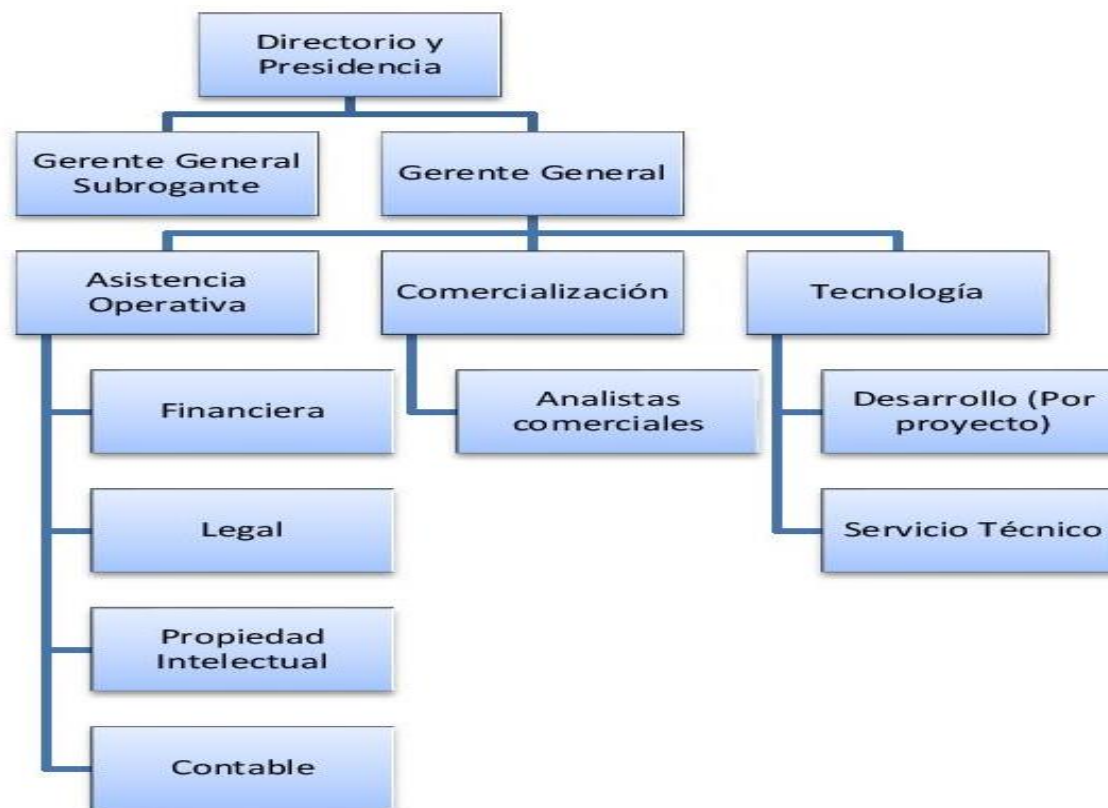 Directorio y
Presidencia
Gerente General
Subrogante
Gerente General
Asistencia
Operativa
Comercialización
Tecnología
Financiera
Analistas
comerciales
Desarrollo (Por
proyecto)
Legal
Servicio Técnico
Propiedad
Intelectual
Contable